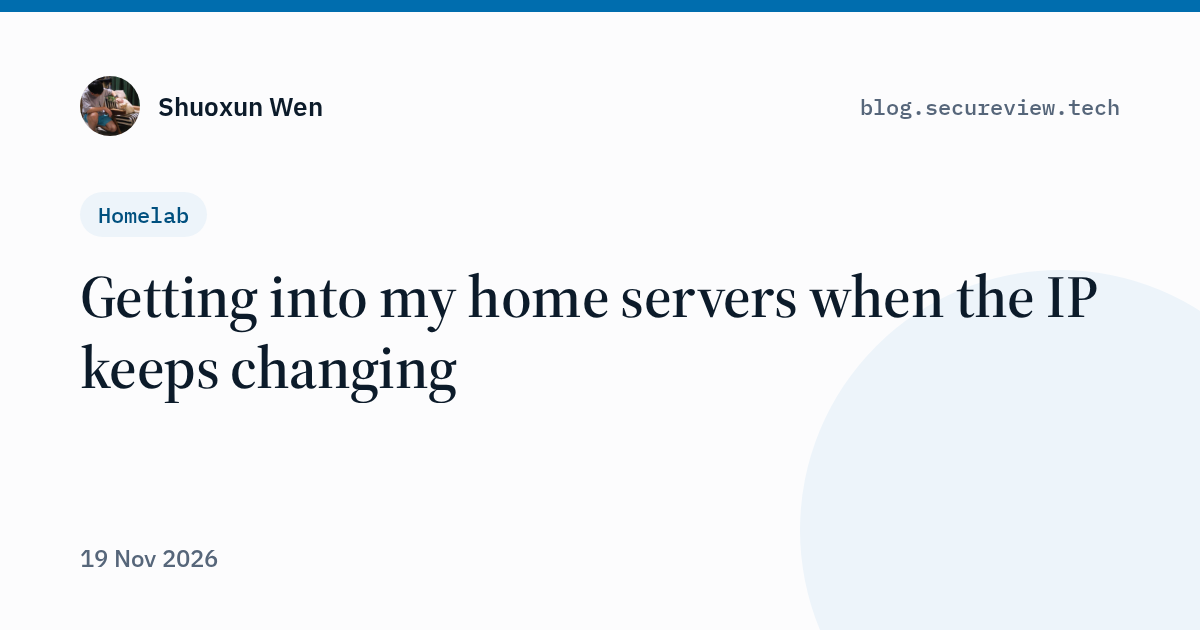 Shuoxun Wen
blog.secureview.tech
Homelab
Getting into my home servers when the IP
keeps changing
19 Nov 2026